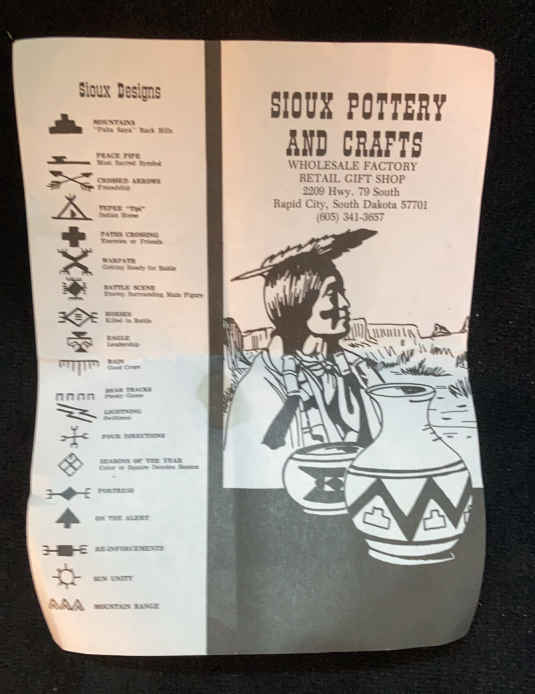 Sioux Designs
MOUNTAINS
"Paha Sapa" Black Hills
PEACE PIPE
Most Sacred Symbol
CROSSED ARROWS
Friendship
TEPEE "Tipi"
Indian Home
PATHS CROSSING
Enemies or Friends
WARPATH
Getting Ready for Battle
BATTLE SCENE
Enemy Surrounding Main Figure
HORSES
Killed in Battle
EAGLE
Leadership
RAIN
Good Crops
BEAR TRACKS
Plenty Game
LIGHTNING
Swiftness
FOUR DIRECTIONS
SEASONS OF THE YEAR
Color in Square Denotes Season
FORTRESS
ON THE ALERT
RE-INFORCEMENTS
SUN UNITY
MOUNTAIN RANGE
SIOUX POTTERY
AND CRAFTS
WHOLESALE FACTORY
RETAIL GIFT SHOP
2209 Hwy. 79 South
Rapid City, South Dakota 57701
(605) 341-3657